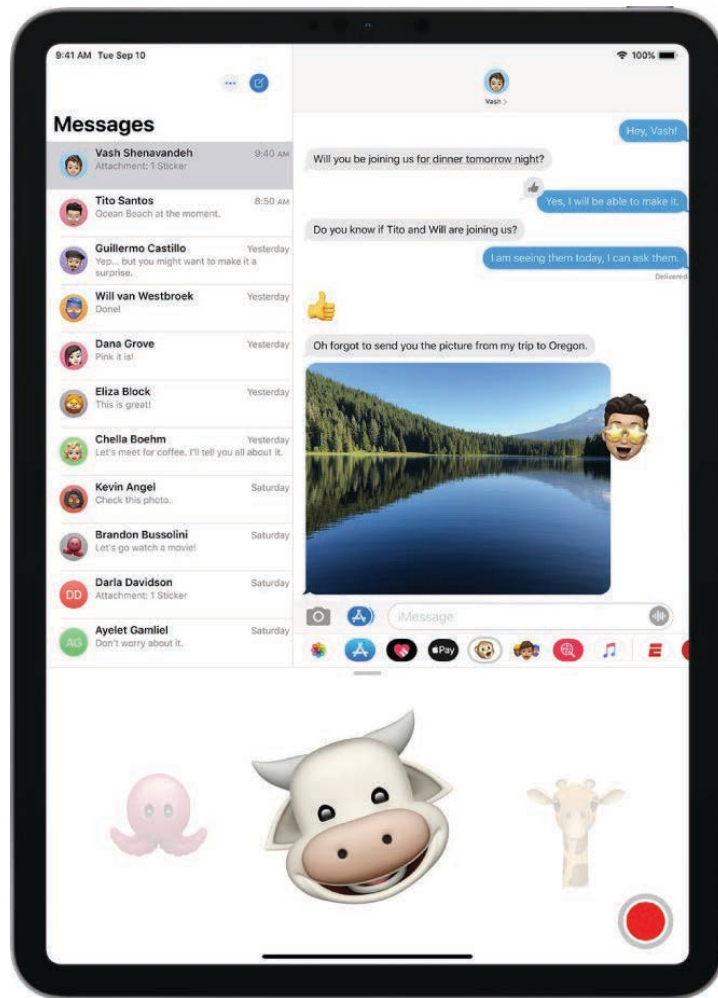 9:41 AM Tue Sep 10
100%
Messages
Vash Shenavandeh 9:40 AM
Attachment: 1 Sticker
Tito Santos 8:50 AM
Ocean Beach at the moment.
Guillermo Castillo Yesterday
Yep... but you might want to make it a
surprise.
Will van Westbroek Yesterday
Done!
Dana Grove Yesterday
Pink it is!
Eliza Block Yesterday
This is great!
Chella Boehm Yesterday
Let's meet for coffee. I'll tell you all about it.
Kevin Angel Saturday
Check this photo.
Brandon Bussolini Saturday
Let's go watch a movie!
DD
Darla Davidson Saturday
Attachment: 1 Sticker
AG
Ayelet Gamliel Saturday
Don't worry about it.
Vash >
Hey, Vash!
Will you be joining us for dinner tomorrow night?
Yes, I will be able to make it.
Do you know if Tito and Will are joining us?
I am seeing them today, I can ask them.
Delivered
Oh forgot to send you the picture from my trip to Oregon.
iMessage
Pay